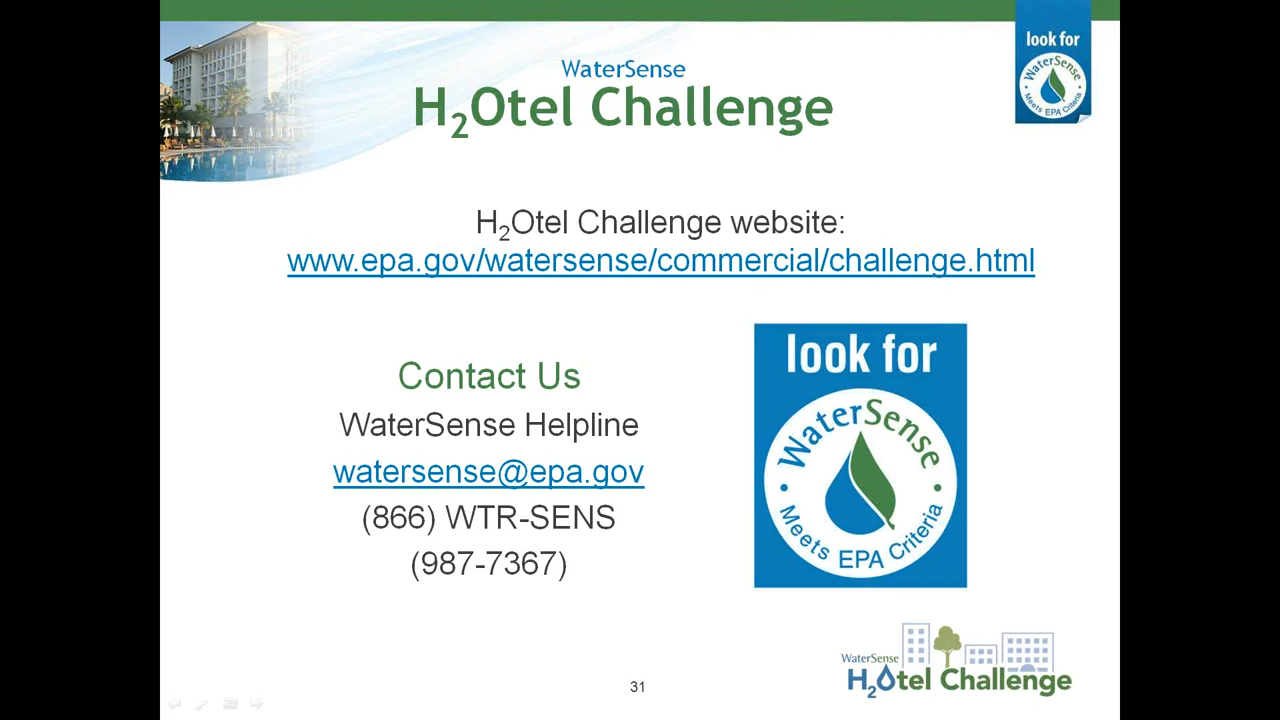 look for
WaterSense
Meets EPA Criteria
WaterSense
H₂Otel Challenge
H₂Otel Challenge website:
www.epa.gov/watersense/commercial/challenge.html
Contact Us
WaterSense Helpline
watersense@epa.gov
(866) WTR-SENS
(987-7367)
look for
WaterSense
Meets EPA Criteria
WaterSense
H₂Otel Challenge
31